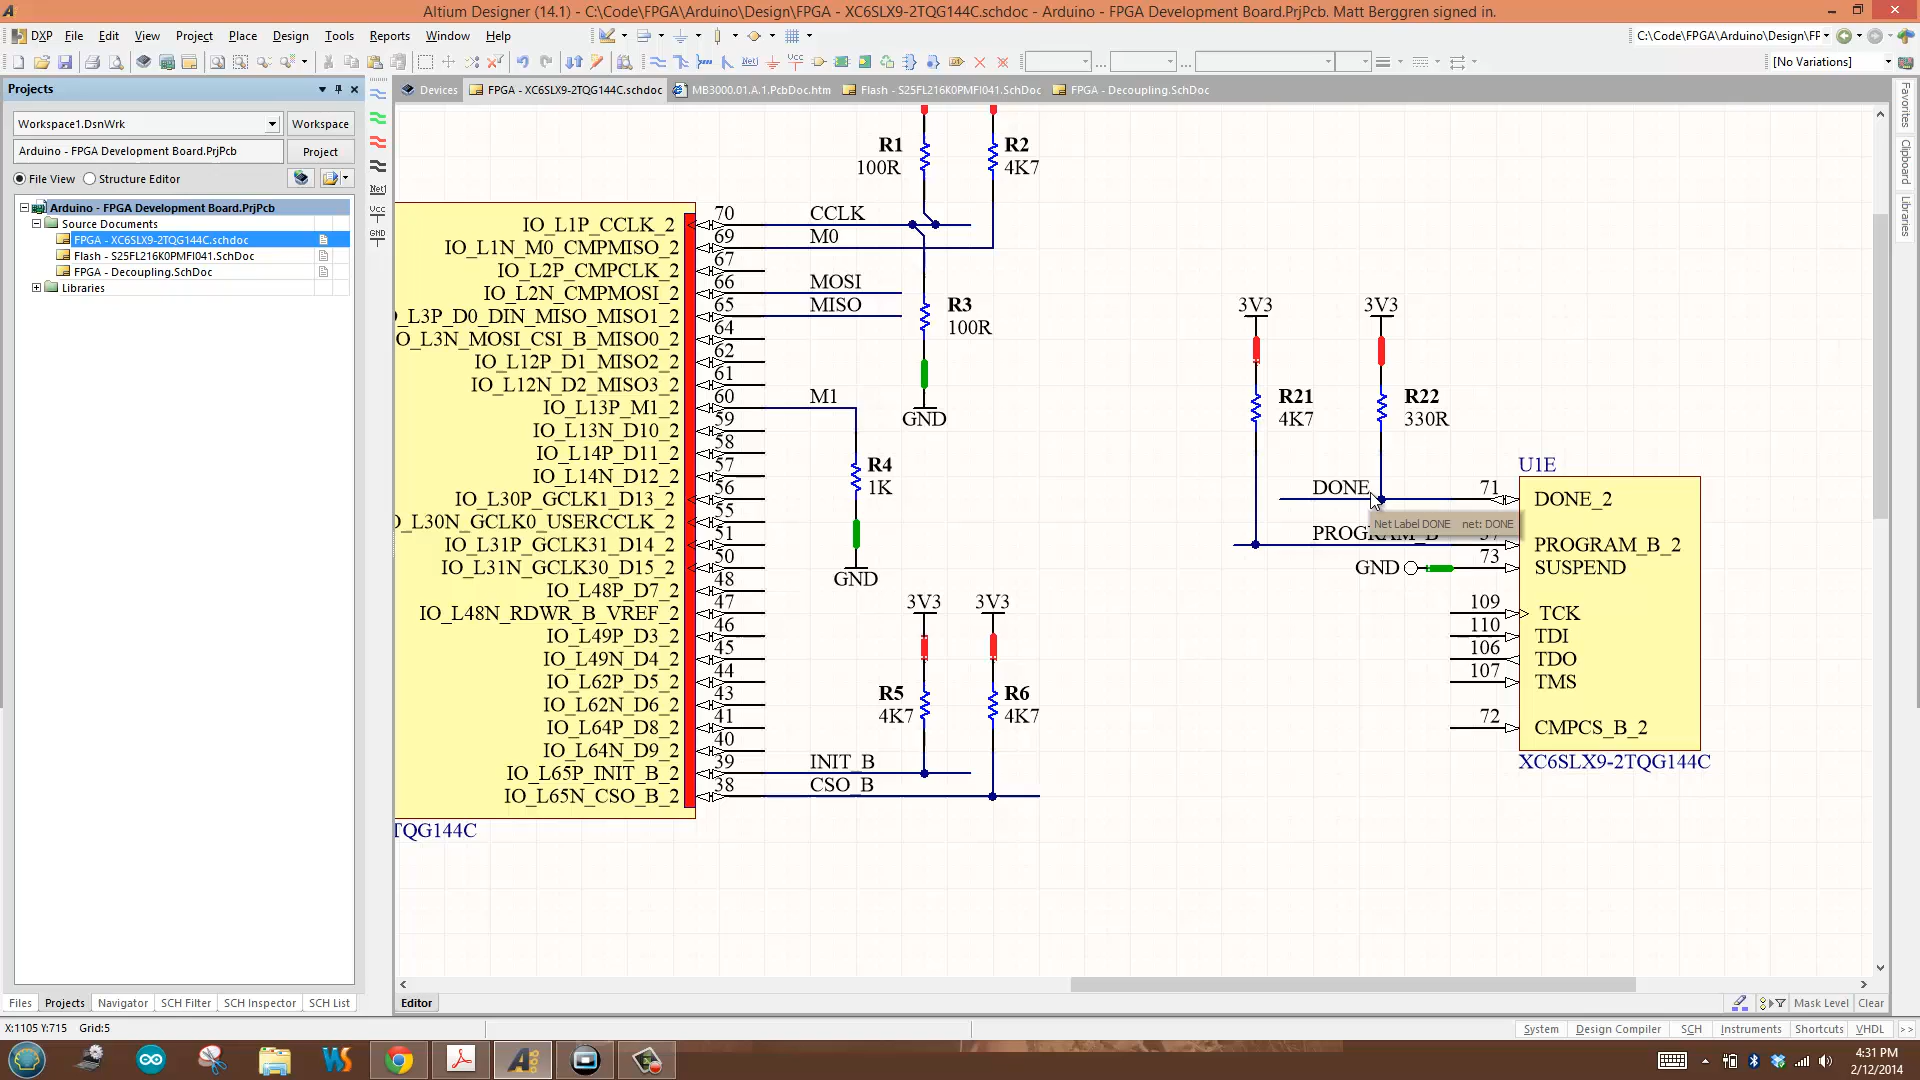 Altium Designer (14.1) - C:\Code\FPGA\Arduino\Design\FPGA - XC6SLX9-2TQG144C.schdoc - Arduino - FPGA Development Board.PrjPcb. Matt Berggren signed in.
DXP File Edit View Project Place Design Tools Reports Window Help
C:\Code\FPGA\Arduino\Design\FF
[No Variations]
Projects
Devices
FPGA - XC6SLX9-2TQG144C.schdoc
MB3000.01.A.1.PcbDoc.htm
Flash - S25FL216K0PMFI041.SchDoc
FPGA - Decoupling.SchDoc
Workspace1.DsnWrk
Workspace
Arduino - FPGA Development Board.PrjPcb
Project
File View
Structure Editor
Arduino - FPGA Development Board.PrjPcb
Source Documents
FPGA - XC6SLX9-2TQG144C.schdoc
Flash - S25FL216K0PMFI041.SchDoc
FPGA - Decoupling.SchDoc
Libraries
Net1
Vcc
GND
Favorites
Clipboard
Libraries
R1
100R
R2
4K7
IO_L1P_CCLK_2 70 CCLK
IO_L1N_M0_CMPMISO_2 69 M0
IO_L2P_CMPCLK_2 67
IO_L2N_CMPMOSI_2 66 MOSI
_L3P_D0_DIN_MISO_MISO1_2 65 MISO
O_L3N_MOSI_CSI_B_MISO0_2 64
IO_L12P_D1_MISO2_2 62
IO_L12N_D2_MISO3_2 61
IO_L13P_M1_2 60 M1
IO_L13N_D10_2 59
IO_L14P_D11_2 58
IO_L14N_D12_2 57
IO_L30P_GCLK1_D13_2 56
O_L30N_GCLK0_USERCCLK_2 55
IO_L31P_GCLK31_D14_2 51
IO_L31N_GCLK30_D15_2 50
IO_L48P_D7_2 48
IO_L48N_RDWR_B_VREF_2 47
IO_L49P_D3_2 46
IO_L49N_D4_2 45
IO_L62P_D5_2 44
IO_L62N_D6_2 43
IO_L64P_D8_2 41
IO_L64N_D9_2 40
IO_L65P_INIT_B_2 39 INIT_B
IO_L65N_CSO_B_2 38 CSO_B
TQG144C
R3
100R
GND
R4
1K
GND
3V3 3V3
R5
4K7
R6
4K7
3V3 3V3
R21
4K7
R22
330R
U1E
DONE 71 DONE_2
Net Label DONE net: DONE
PROGRAM_B PROGRAM_B_2
GND 73 SUSPEND
109 TCK
110 TDI
106 TDO
107 TMS
72 CMPCS_B_2
XC6SLX9-2TQG144C
Files Projects Navigator SCH Filter SCH Inspector SCH List
Editor
Mask Level Clear
X:1105 Y:715 Grid:5
System Design Compiler SCH Instruments Shortcuts VHDL >>
4:31 PM
2/12/2014